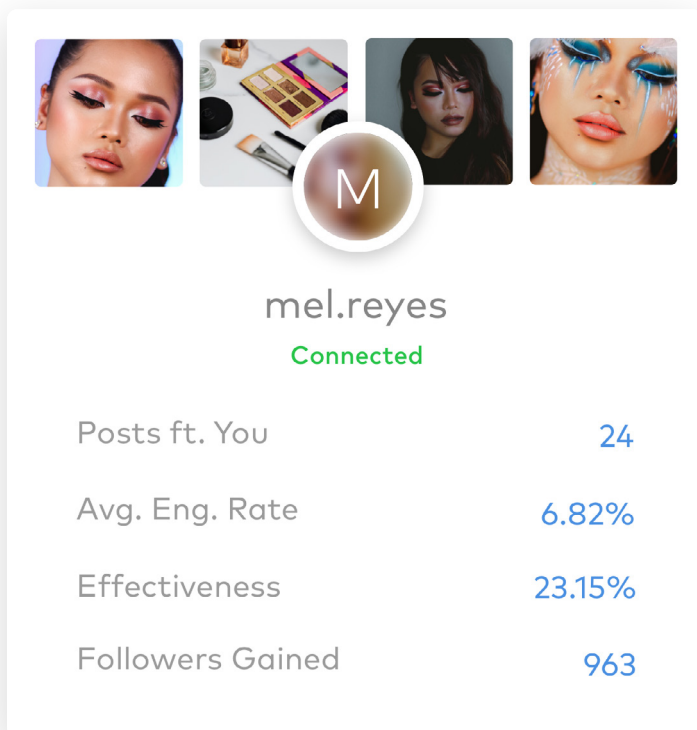 M
mel.reyes
Connected
Posts ft. You 24
Avg. Eng. Rate 6.82%
Effectiveness 23.15%
Followers Gained 963